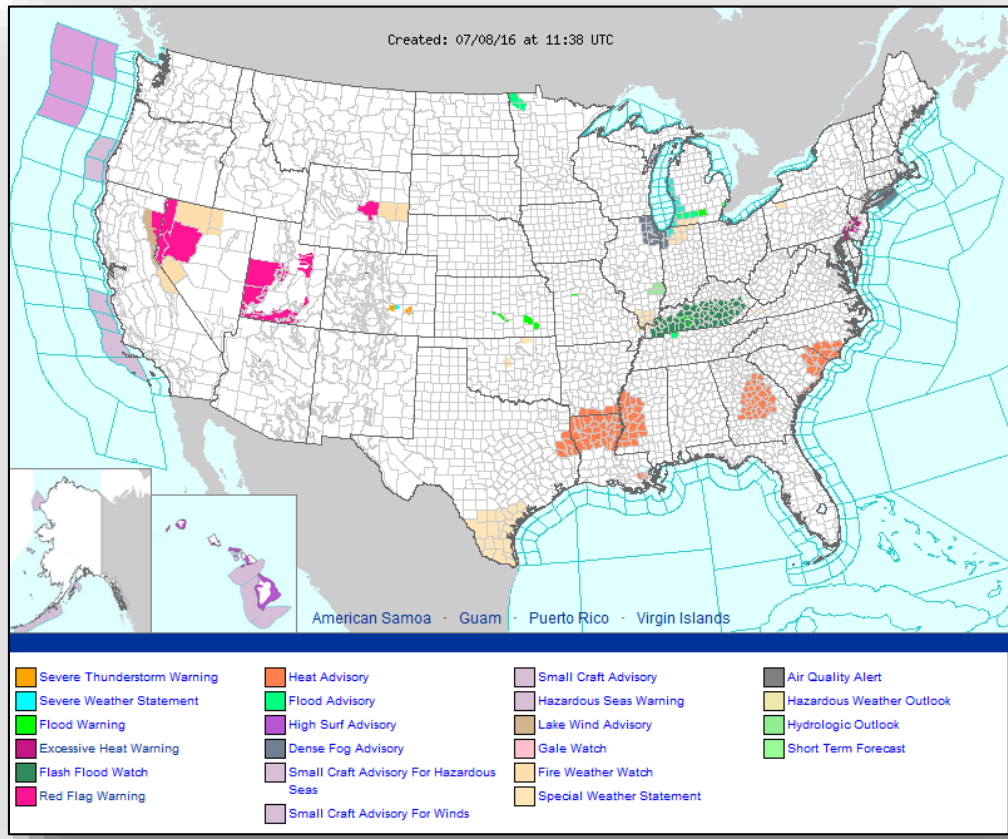 Created: 07/08/16 at 11:38 UTC
American Samoa · Guam · Puerto Rico · Virgin Islands
Severe Thunderstorm Warning
Severe Weather Statement
Flood Warning
Excessive Heat Warning
Flash Flood Watch
Red Flag Warning
Heat Advisory
Flood Advisory
High Surf Advisory
Dense Fog Advisory
Small Craft Advisory For Hazardous
Seas
Small Craft Advisory For Winds
Small Craft Advisory
Hazardous Seas Warning
Lake Wind Advisory
Gale Watch
Fire Weather Watch
Special Weather Statement
Air Quality Alert
Hazardous Weather Outlook
Hydrologic Outlook
Short Term Forecast